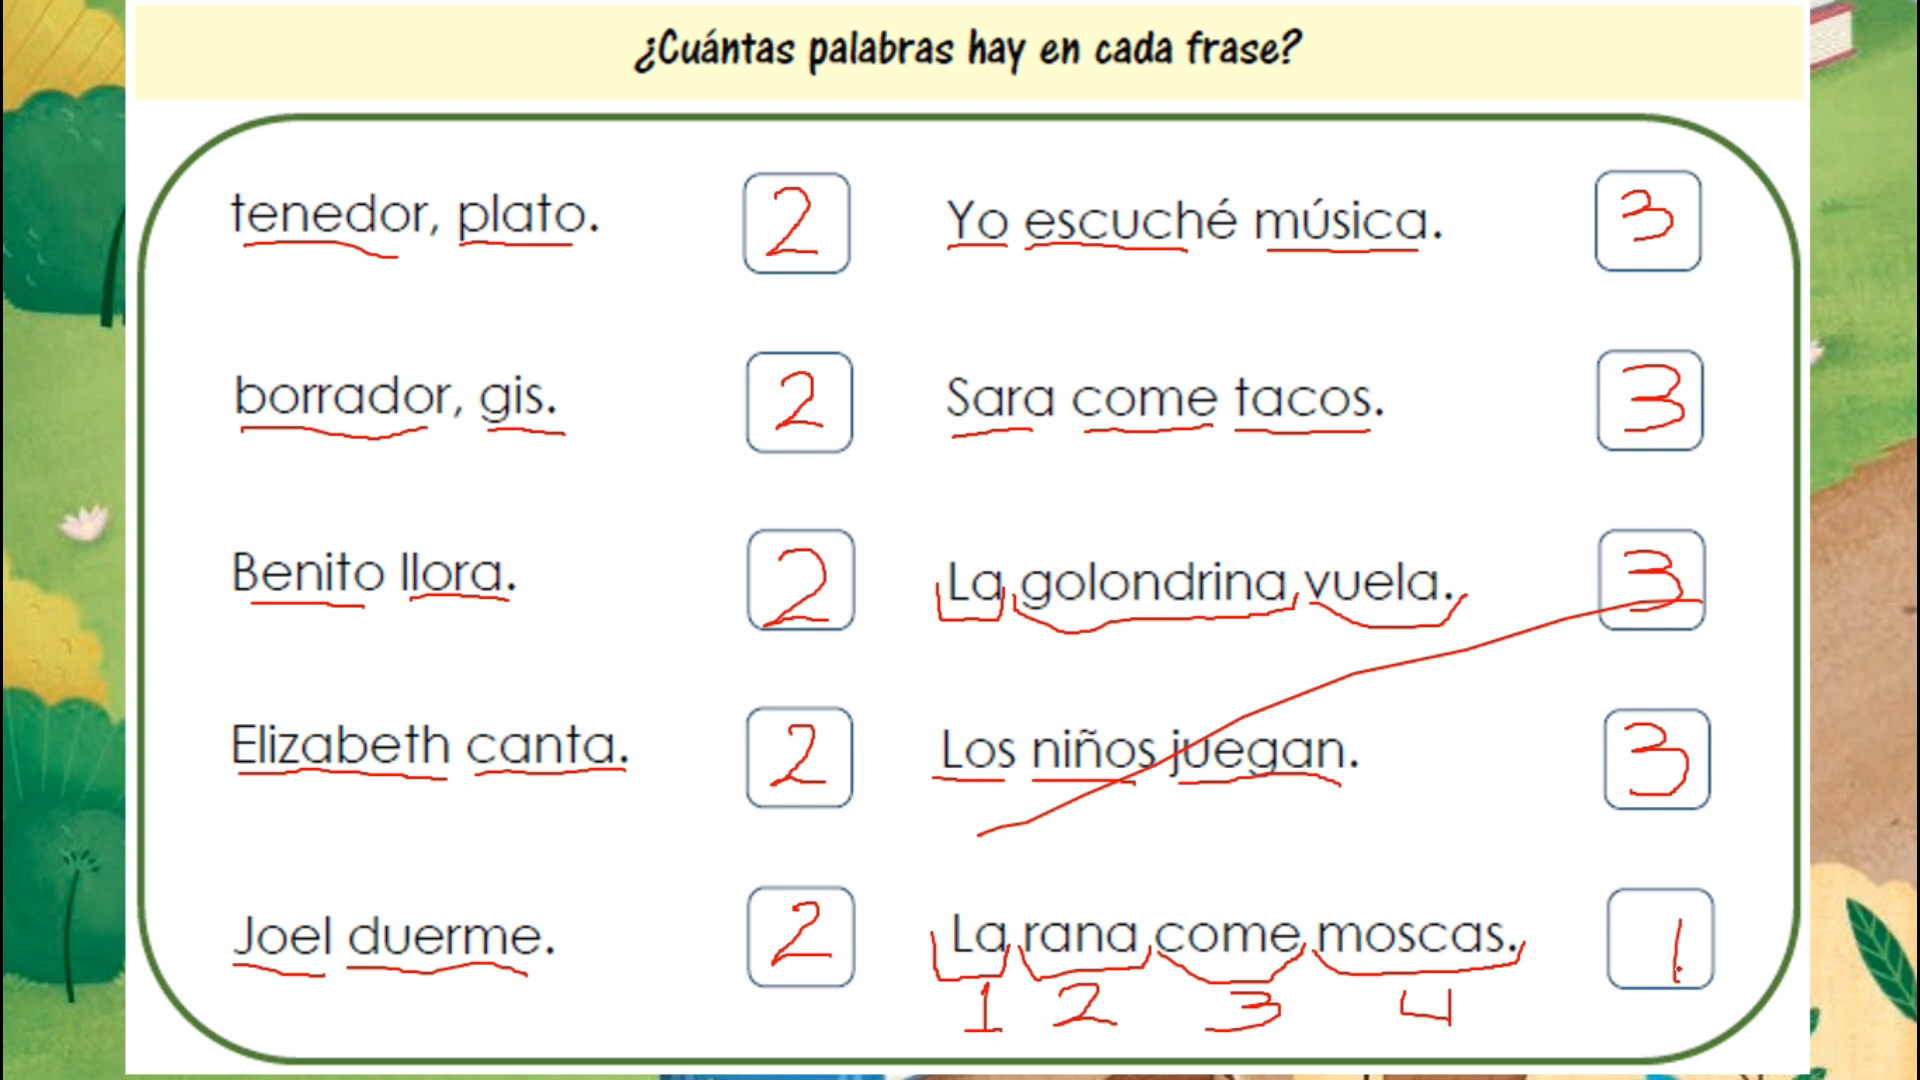 ¿Cuántas palabras hay en cada frase?
tenedor, plato. 2 Yo escuché música. 3
borrador, gis. 2 Sara come tacos. 3
Benito llora. 2 La golondrina vuela. 3
Elizabeth canta. 2 Los niños juegan. 3
Joel duerme. 2 La rana come moscas.
1 2 3 4